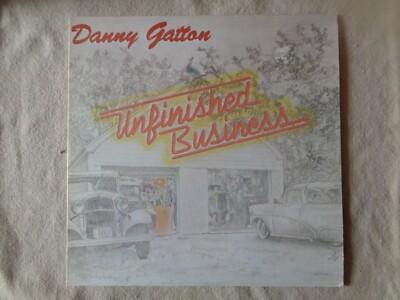 Danny Gatton
Unfinished
Business...